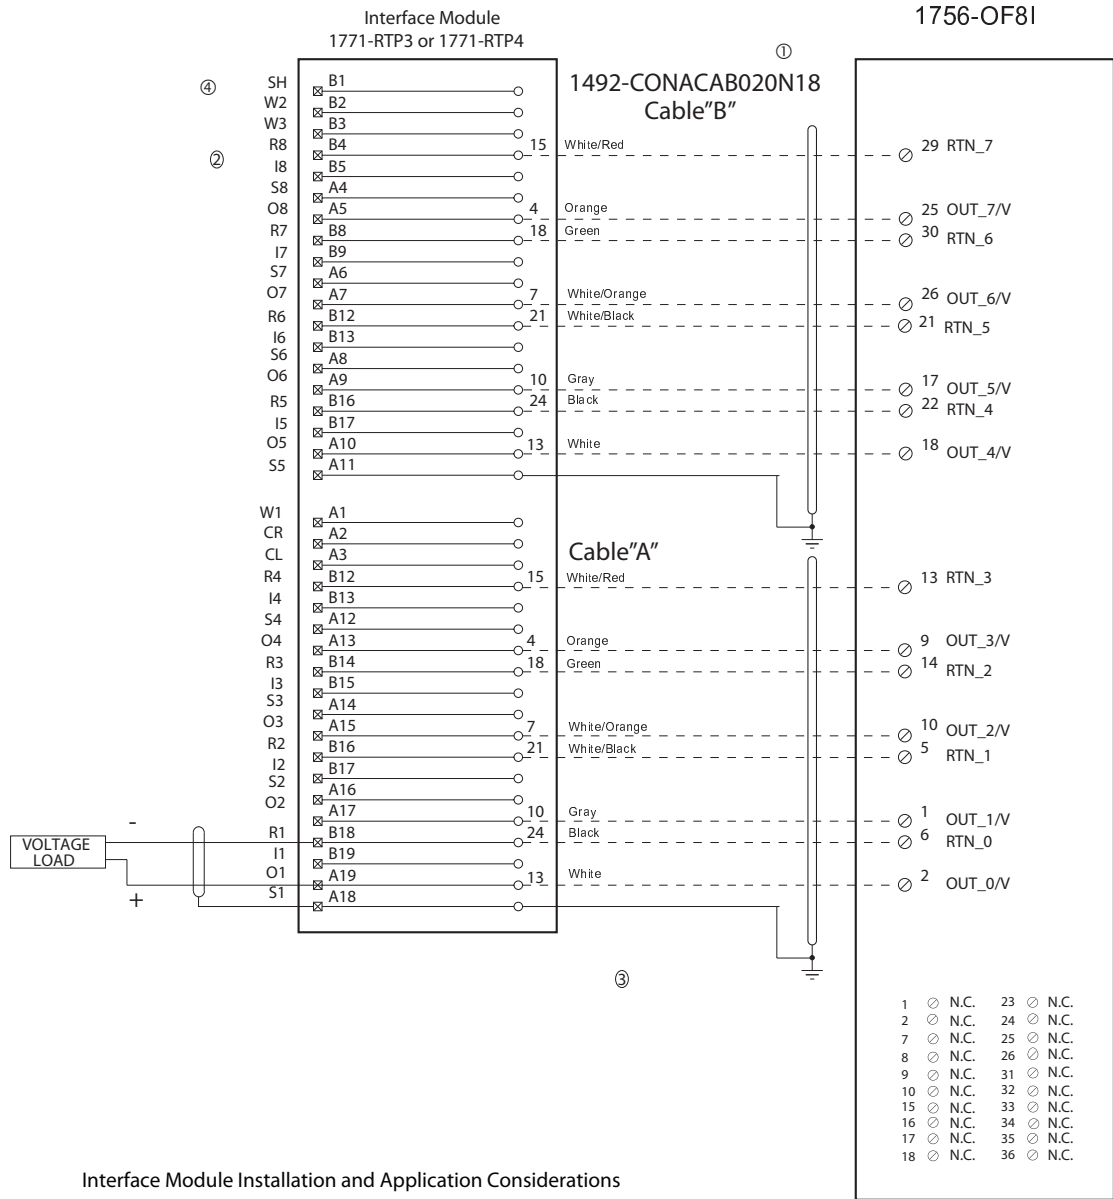 Interface Module
1771-RTP3 or 1771-RTP4
1756-OF8I
①
1492-CONACAB020N18
Cable"B"
④
②
SH B1
W2 B2
W3 B3
R8 B4 15 White/Red 29 RTN_7
I8 B5
S8 A4
O8 A5 4 Orange 25 OUT_7/V
R7 B8 18 Green 30 RTN_6
I7 B9
S7 A6
O7 A7 7 White/Orange 26 OUT_6/V
R6 B12 21 White/Black 21 RTN_5
I6 B13
S6 A8
O6 A9 10 Gray 17 OUT_5/V
R5 B16 24 Black 22 RTN_4
I5 B17
O5 A10 13 White 18 OUT_4/V
S5 A11
W1 A1
CR A2
CL A3
Cable"A"
R4 B12 15 White/Red 13 RTN_3
I4 B13
S4 A12
O4 A13 4 Orange 9 OUT_3/V
R3 B14 18 Green 14 RTN_2
I3 B15
S3 A14
O3 A15 7 White/Orange 10 OUT_2/V
R2 B16 21 White/Black 5 RTN_1
I2 B17
S2 A16
O2 A17 10 Gray 1 OUT_1/V
-
R1 B18 24 Black 6 RTN_0
VOLTAGE
LOAD
I1 B19
O1 A19 13 White 2 OUT_0/V
+
S1 A18
③
1 N.C. 23 N.C.
2 N.C. 24 N.C.
7 N.C. 25 N.C.
8 N.C. 26 N.C.
9 N.C. 31 N.C.
10 N.C. 32 N.C.
15 N.C. 33 N.C.
16 N.C. 34 N.C.
17 N.C. 35 N.C.
18 N.C. 36 N.C.
Interface Module Installation and Application Considerations